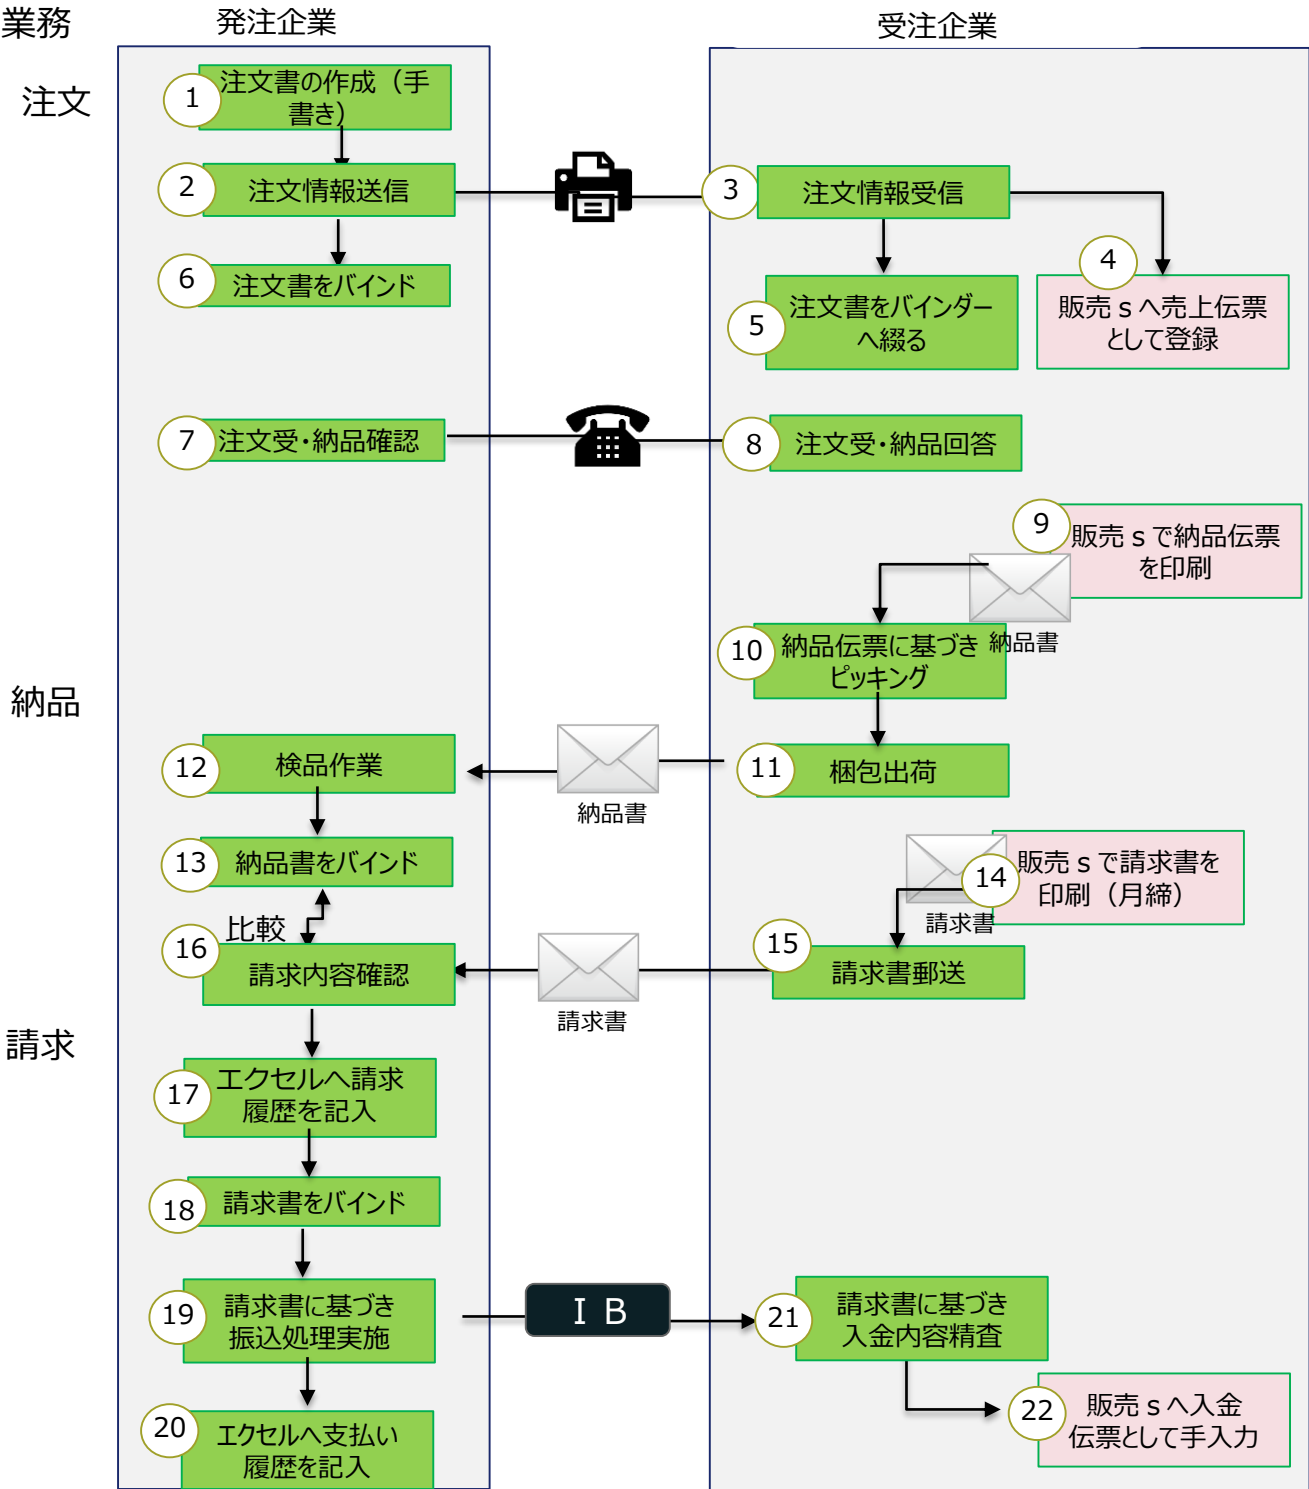 業務
発注企業
受注企業
注文
1
注文書の作成（手
書き）
2
注文情報送信
3
注文情報受信
4
販売ｓへ売上伝票
として登録
5
注文書をバインダー
へ綴る
6
注文書をバインド
7
注文受・納品確認
8
注文受・納品回答
9
販売ｓで納品伝票
を印刷
納品書
10
納品伝票に基づき
ピッキング
納品
11
梱包出荷
納品書
12
検品作業
13
納品書をバインド
14
販売ｓで請求書を
印刷（月締）
請求書
15
請求書郵送
請求書
比較
16
請求内容確認
請求
17
エクセルへ請求
履歴を記入
18
請求書をバインド
19
請求書に基づき
振込処理実施
ＩＢ
20
エクセルへ支払い
履歴を記入
21
請求書に基づき
入金内容精査
22
販売ｓへ入金
伝票として手入力